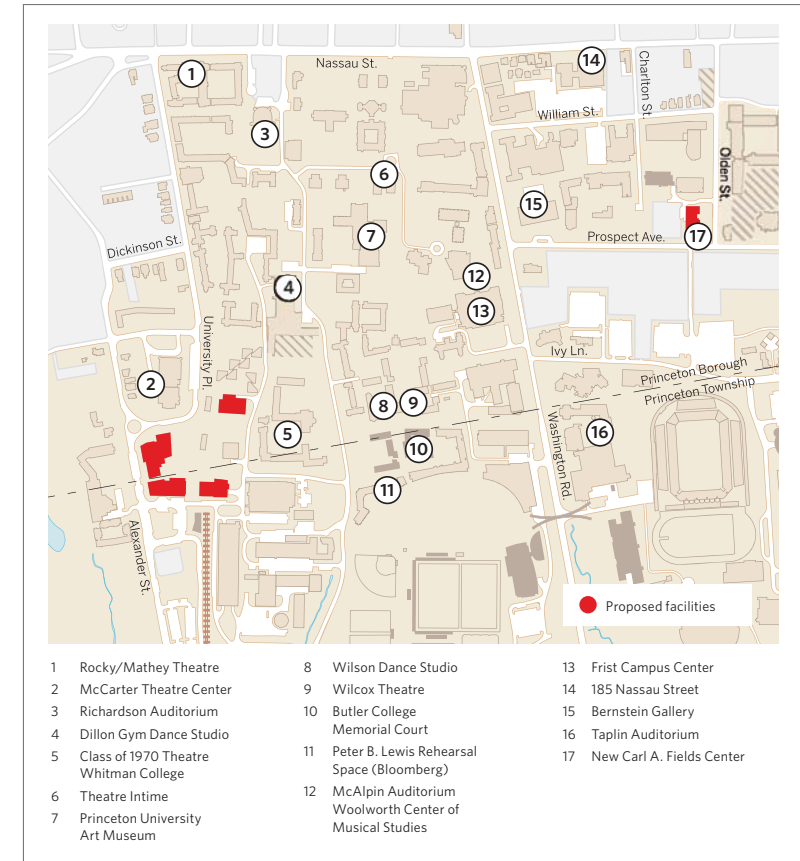 Nassau St.
14
1
Charlton St.
William St.
3
Olden St.
6
15
7
Prospect Ave.
17
Dickinson St.
12
4
13
University Pl.
Ivy Ln.
Princeton Borough
Princeton Township
2
8
9
5
10
16
Washington Rd.
11
Alexander St.
Proposed facilities
1 Rocky/Mathey Theatre
2 McCarter Theatre Center
3 Richardson Auditorium
4 Dillon Gym Dance Studio
5 Class of 1970 Theatre
Whitman College
6 Theatre Intime
7 Princeton University
Art Museum
8 Wilson Dance Studio
9 Wilcox Theatre
10 Butler College
Memorial Court
11 Peter B. Lewis Rehearsal
Space (Bloomberg)
12 McAlpin Auditorium
Woolworth Center of
Musical Studies
13 Frist Campus Center
14 185 Nassau Street
15 Bernstein Gallery
16 Taplin Auditorium
17 New Carl A. Fields Center